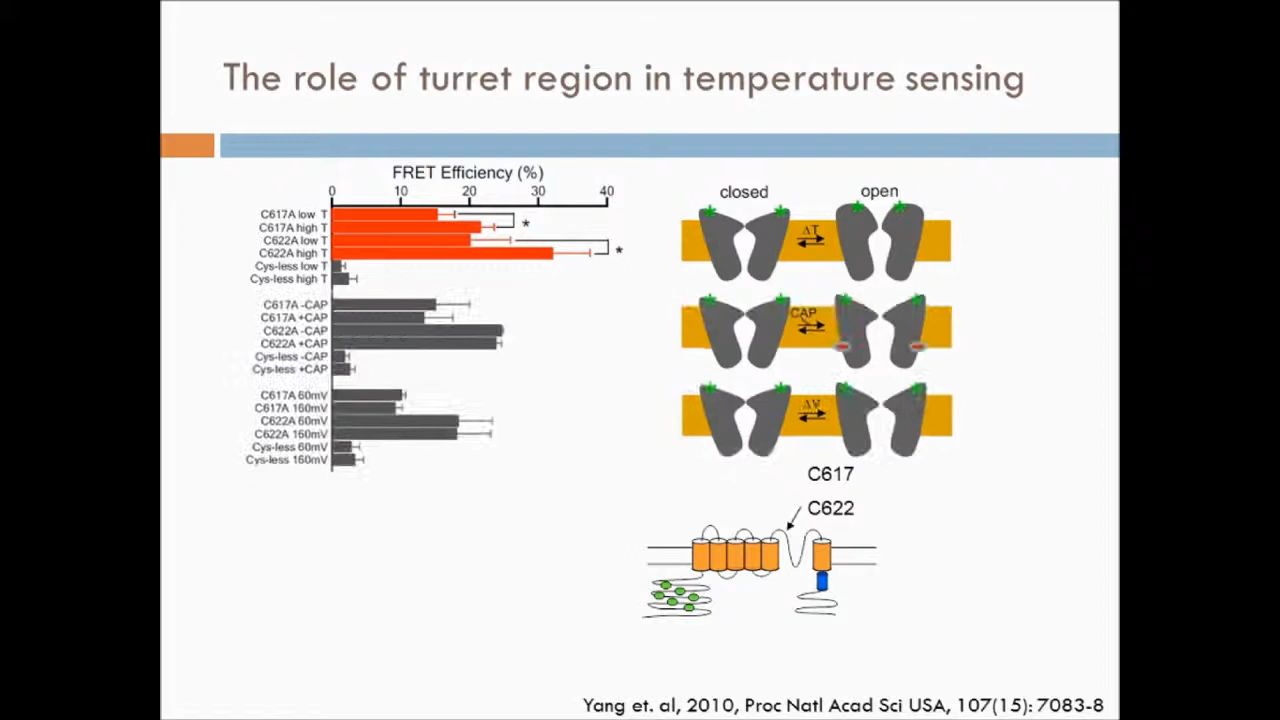 The role of turret region in temperature sensing
FRET Efficiency (%)
0 10 20 30 40
C617A low T
C617A high T
C622A low T
C622A high T
Cys-less low T
Cys-less high T
*
*
C617A -CAP
C617A +CAP
C622A -CAP
C622A +CAP
Cys-less -CAP
Cys-less +CAP
C617A 60mV
C617A 160mV
C622A 60mV
C622A 160mV
Cys-less 60mV
Cys-less 160mV
closed open
ΔT
CAP
ΔV
C617
C622
Yang et. al, 2010, Proc Natl Acad Sci USA, 107(15): 7083-8